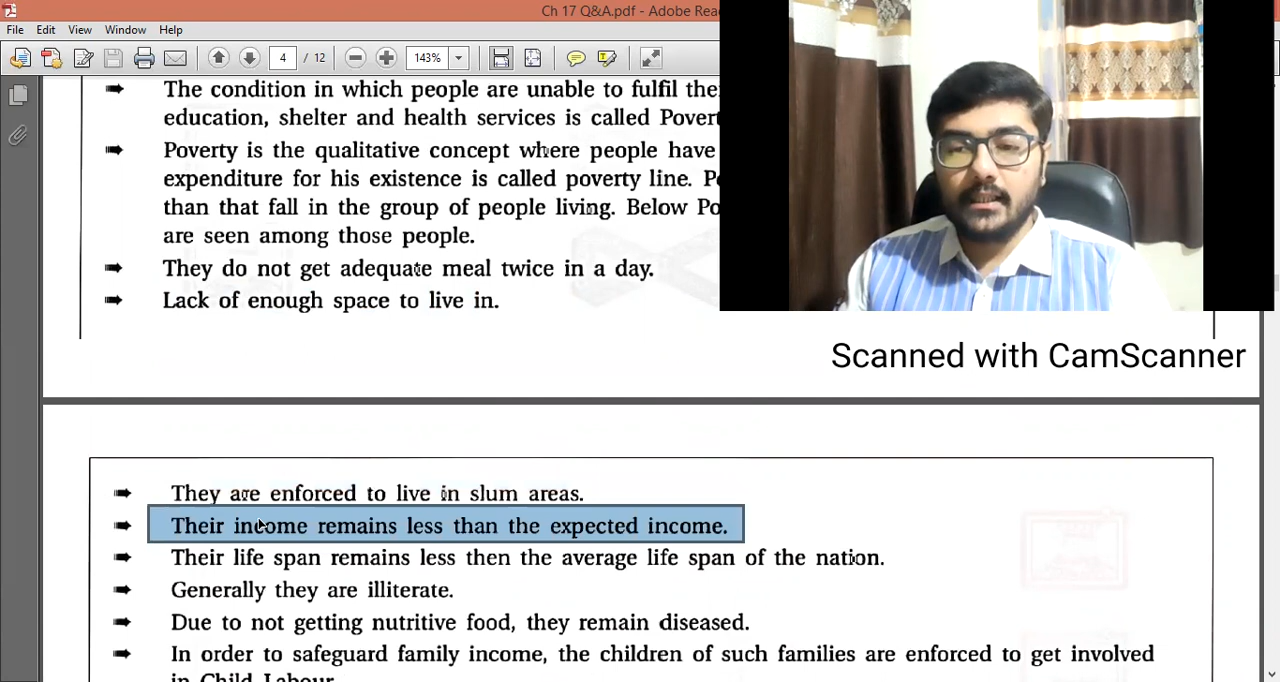 Ch 17 Q&A.pdf - Adobe Rea
File Edit View Window Help
4 / 12 143%
The condition in which people are unable to fulfil the
education, shelter and health services is called Povert
Poverty is the qualitative concept where people have
expenditure for his existence is called poverty line. Pe
than that fall in the group of people living. Below Po
are seen among those people.
They do not get adequate meal twice in a day.
Lack of enough space to live in.
Scanned with CamScanner
They are enforced to live in slum areas.
Their income remains less than the expected income.
Their life span remains less then the average life span of the nation.
Generally they are illiterate.
Due to not getting nutritive food, they remain diseased.
In order to safeguard family income, the children of such families are enforced to get involved
in Child Labour